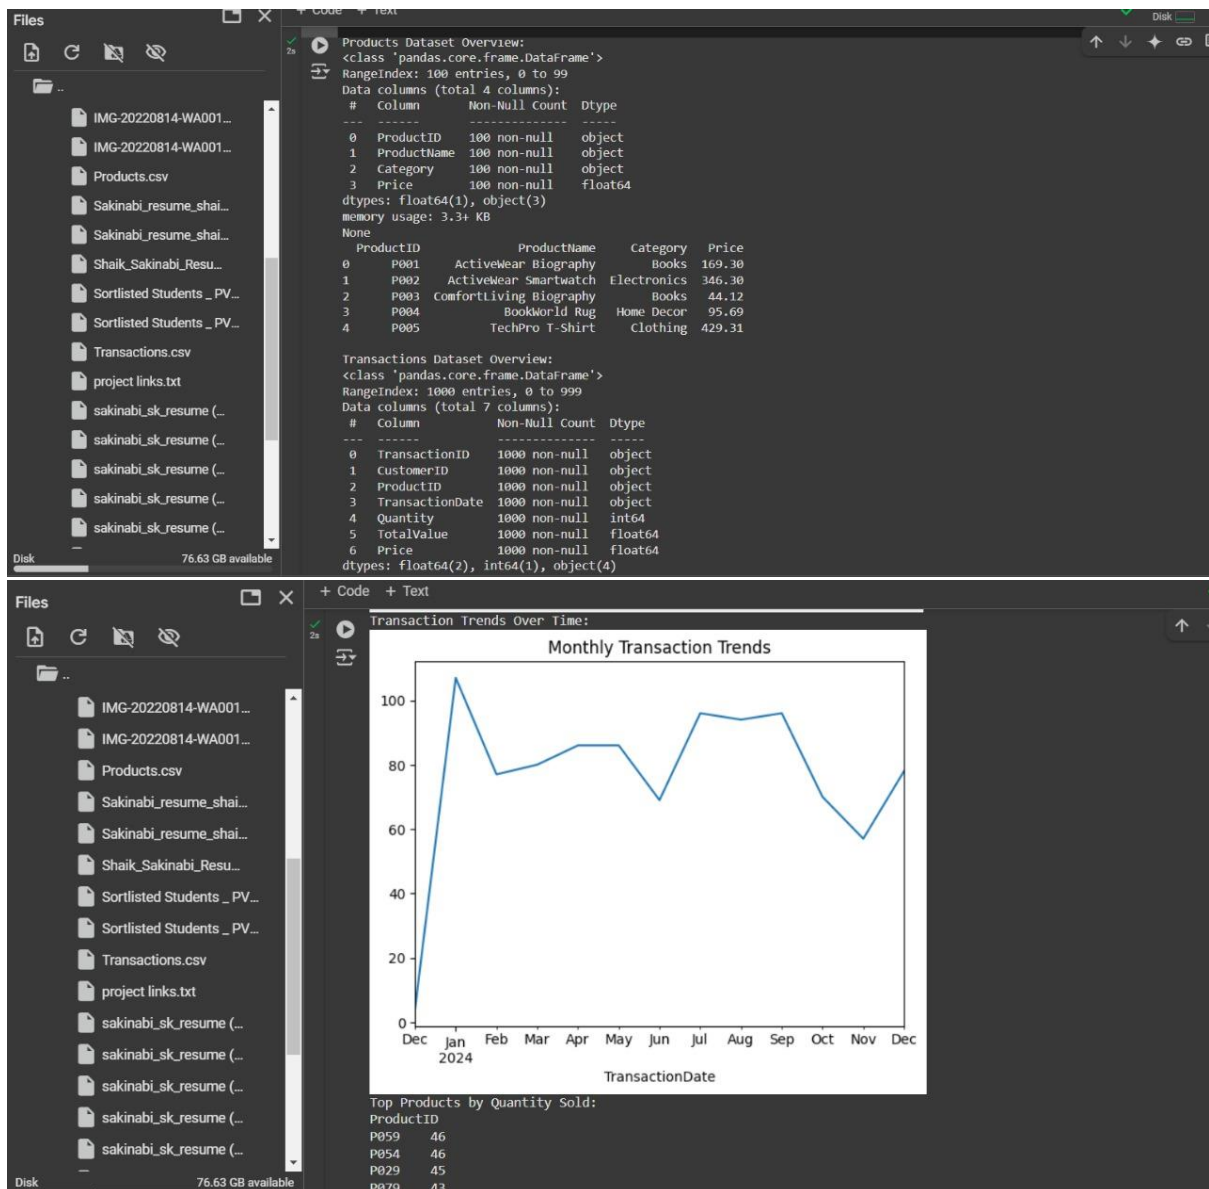 Files
+ Code + Text
Disk
2s
Products Dataset Overview:
<class 'pandas.core.frame.DataFrame'>
RangeIndex: 100 entries, 0 to 99
Data columns (total 4 columns):
# Column Non-Null Count Dtype
--- ------ -------------- -----
0 ProductID 100 non-null object
1 ProductName 100 non-null object
2 Category 100 non-null object
3 Price 100 non-null float64
dtypes: float64(1), object(3)
memory usage: 3.3+ KB
None
ProductID ProductName Category Price
0 P001 ActiveWear Biography Books 169.30
1 P002 ActiveWear Smartwatch Electronics 346.30
2 P003 ComfortLiving Biography Books 44.12
3 P004 BookWorld Rug Home Decor 95.69
4 P005 TechPro T-Shirt Clothing 429.31
Transactions Dataset Overview:
<class 'pandas.core.frame.DataFrame'>
RangeIndex: 1000 entries, 0 to 999
Data columns (total 7 columns):
# Column Non-Null Count Dtype
--- ------ -------------- -----
0 TransactionID 1000 non-null object
1 CustomerID 1000 non-null object
2 ProductID 1000 non-null object
3 TransactionDate 1000 non-null object
4 Quantity 1000 non-null int64
5 TotalValue 1000 non-null float64
6 Price 1000 non-null float64
dtypes: float64(2), int64(1), object(4)
..
IMG-20220814-WA001...
IMG-20220814-WA001...
Products.csv
Sakinabi_resume_shai...
Sakinabi_resume_shai...
Shaik_Sakinabi_Resu...
Sortlisted Students _ PV...
Sortlisted Students _ PV...
Transactions.csv
project links.txt
sakinabi_sk_resume (...
sakinabi_sk_resume (...
sakinabi_sk_resume (...
sakinabi_sk_resume (...
sakinabi_sk_resume (...
Disk 76.63 GB available
Files
+ Code + Text
2s
..
IMG-20220814-WA001...
IMG-20220814-WA001...
Products.csv
Sakinabi_resume_shai...
Sakinabi_resume_shai...
Shaik_Sakinabi_Resu...
Sortlisted Students _ PV...
Sortlisted Students _ PV...
Transactions.csv
project links.txt
sakinabi_sk_resume (...
sakinabi_sk_resume (...
sakinabi_sk_resume (...
sakinabi_sk_resume (...
sakinabi_sk_resume (...
Disk 76.63 GB available
Transaction Trends Over Time:
Monthly Transaction Trends
100
80
60
40
20
0
Dec Jan Feb Mar Apr May Jun Jul Aug Sep Oct Nov Dec
2024
TransactionDate
Top Products by Quantity Sold:
ProductID
P059 46
P054 46
P029 45
P079 43